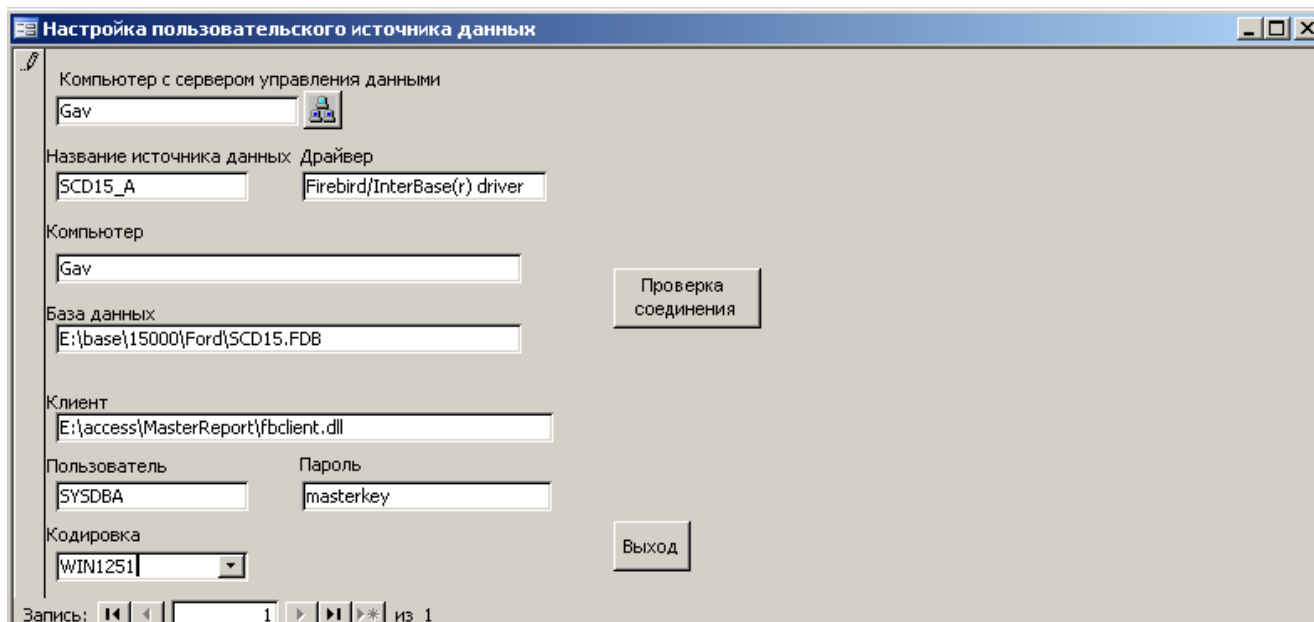 Настройка пользовательского источника данных
Компьютер с сервером управления данными
Gav
Название источника данных Драйвер
SCD15_A Firebird/InterBase(r) driver
Компьютер
Gav
Проверка
соединения
База данных
E:\base\15000\Ford\SCD15.FDB
Клиент
E:\access\MasterReport\fbclient.dll
Пользователь Пароль
SYSDBA masterkey
Кодировка
WIN1251
Выход
Запись: 1 из 1